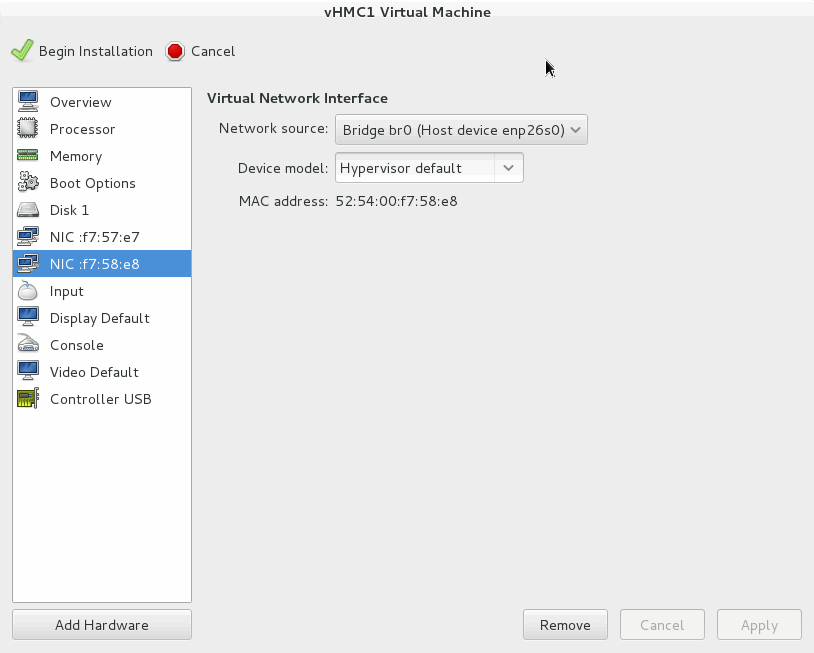 vHMC1 Virtual Machine
Begin Installation Cancel
Overview
Processor
Memory
Boot Options
Disk 1
NIC :f7:57:e7
NIC :f7:58:e8
Input
Display Default
Console
Video Default
Controller USB
Virtual Network Interface
Network source: Bridge br0 (Host device enp26s0)
Device model: Hypervisor default
MAC address: 52:54:00:f7:58:e8
Add Hardware
Remove Cancel Apply